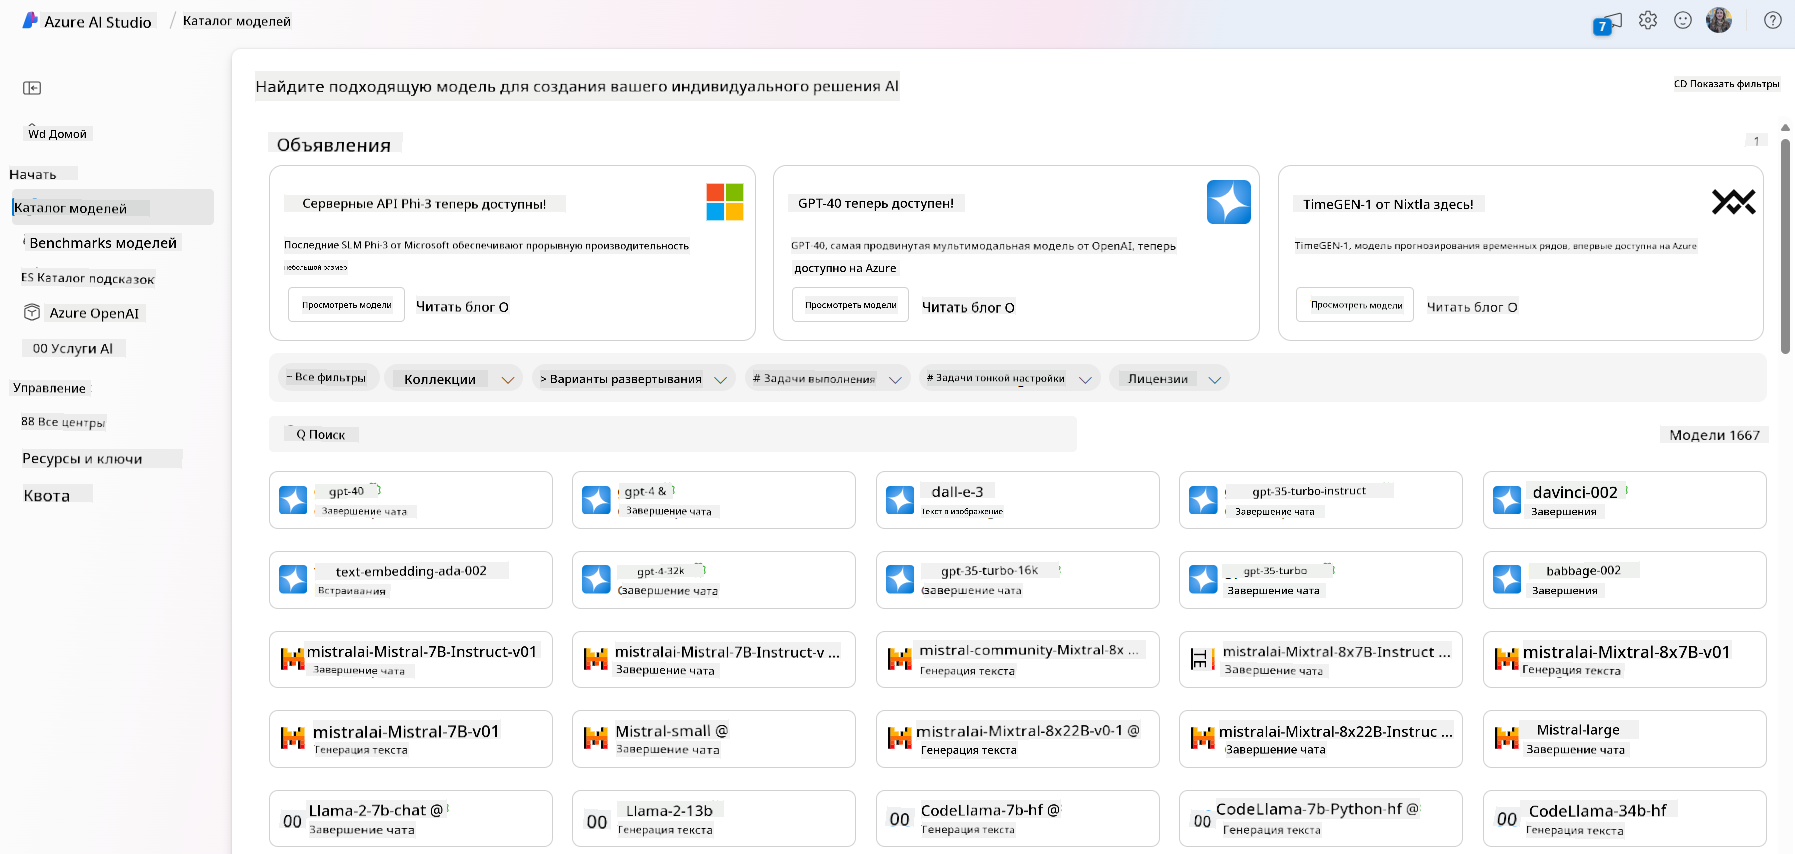 Azure AI Studio / Каталог моделей
7
Найдите подходящую модель для создания вашего индивидуального решения AI
CD Показать фильтры
Wd Домой
Начать
Каталог моделей
Benchmarks моделей
ES Каталог подсказок
Azure OpenAI
00 Услуги AI
Управление
88 Все центры
Ресурсы и ключи
Квота
Объявления
1
Серверные API Phi-3 теперь доступны!
Последние SLM Phi-3 от Microsoft обеспечивают прорывную производительность
небольшой размер
Просмотреть модели
Читать блог O
GPT-40 теперь доступен!
GPT-40, самая продвинутая мультимодальная модель от OpenAI, теперь
доступно на Azure
Просмотреть модели
Читать блог O
TimeGEN-1 от Nixtla здесь!
TimeGEN-1, модель прогнозирования временных рядов, впервые доступна на Azure
Просмотреть модели
Читать блог O
~ Все фильтры
Коллекции
> Варианты развертывания
# Задачи выполнения
# Задачи тонкой настройки
Лицензии
Q Поиск
Модели 1667
gpt-40
Завершение чата
gpt-4 &
Завершение чата
dall-e-3
Текст в изображение
gpt-35-turbo-instruct
Завершение чата
davinci-002
Завершения
text-embedding-ada-002
Встраивания
gpt-4-32k
(завершение чата
gpt-35-turbo-16k
(завершение чата
gpt-35-turbo
Завершение чата
babbage-002
Завершения
mistralai-Mistral-7B-Instruct-v01
Завершение чата
mistralai-Mistral-7B-Instruct-v ...
Завершение чата
mistral-community-Mixtral-8x ...
Генерация текста
mistralai-Mixtral-8x7B-Instruct ...
Завершение чата
mistralai-Mixtral-8x7B-v01
Генерация текста
mistralai-Mistral-7B-v01
Генерация текста
Mistral-small @
Завершение чата
mistralai-Mixtral-8x22B-v0-1 @
Генерация текста
mistralai-Mixtral-8x22B-Instruc ...
Завершение чата
Mistral-large
Завершение чата
00 Llama-2-7b-chat @
Завершение чата
00 Llama-2-13b
Генерация текста
00 CodeLlama-7b-hf @
Генерация текста
00 CodeLlama-7b-Python-hf @
Генерация текста
00 CodeLlama-34b-hf
Генерация текста